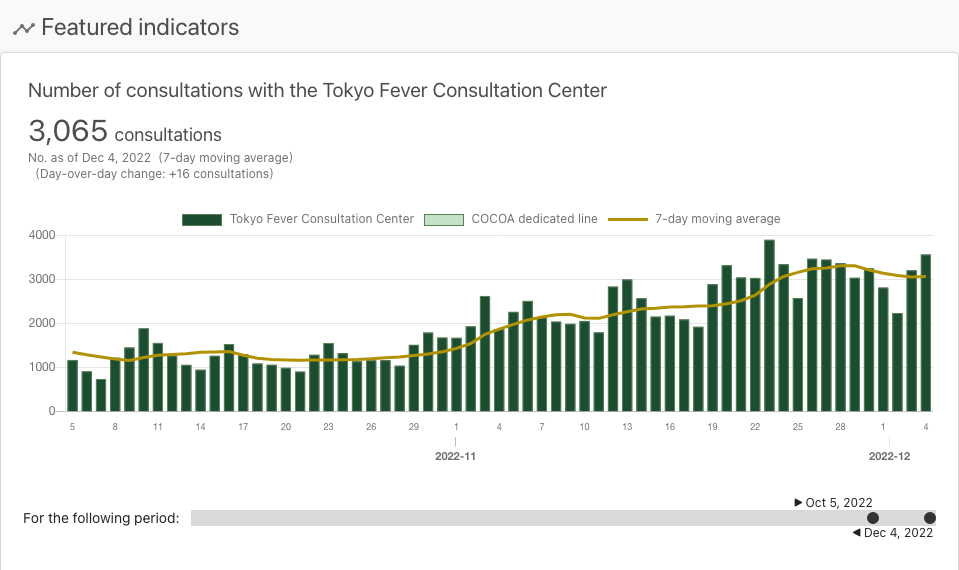 Featured indicators
Number of consultations with the Tokyo Fever Consultation Center
3,065 consultations
No. as of Dec 4, 2022 (7-day moving average)
(Day-over-day change: +16 consultations)
Tokyo Fever Consultation Center COCOA dedicated line 7-day moving average
4000
3000
2000
1000
0
5 8 11 14 17 20 23 26 29 1 4 7 10 13 16 19 22 25 28 1 4
2022-11 2022-12
▶ Oct 5, 2022
For the following period:
◀ Dec 4, 2022